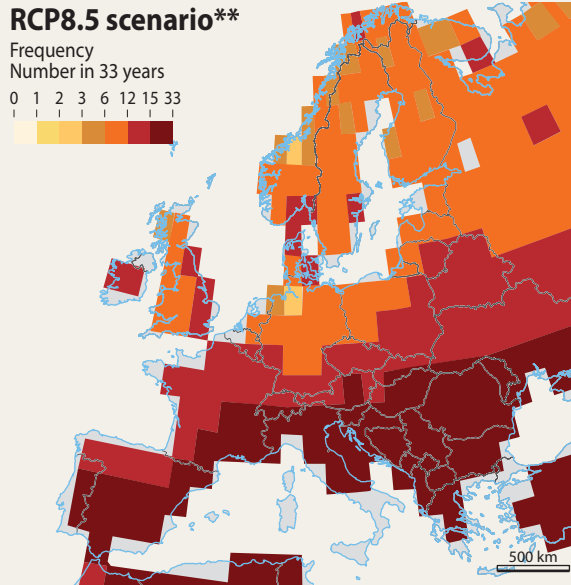 RCP8.5 scenario**
Frequency
Number in 33 years
0 1 2 3 6 12 15 33
500 km